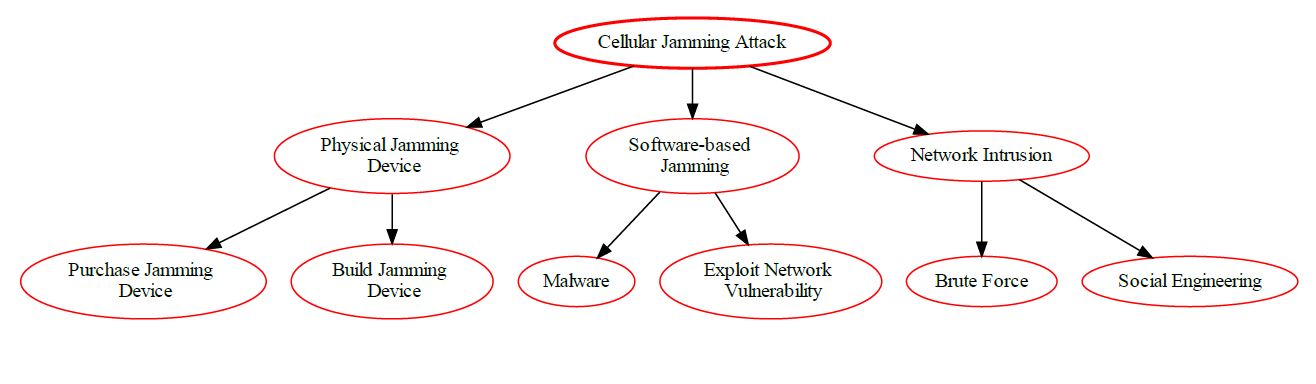 Cellular Jamming Attack
Physical Jamming
Device
Software-based
Jamming
Network Intrusion
Purchase Jamming
Device
Build Jamming
Device
Malware
Exploit Network
Vulnerability
Brute Force
Social Engineering